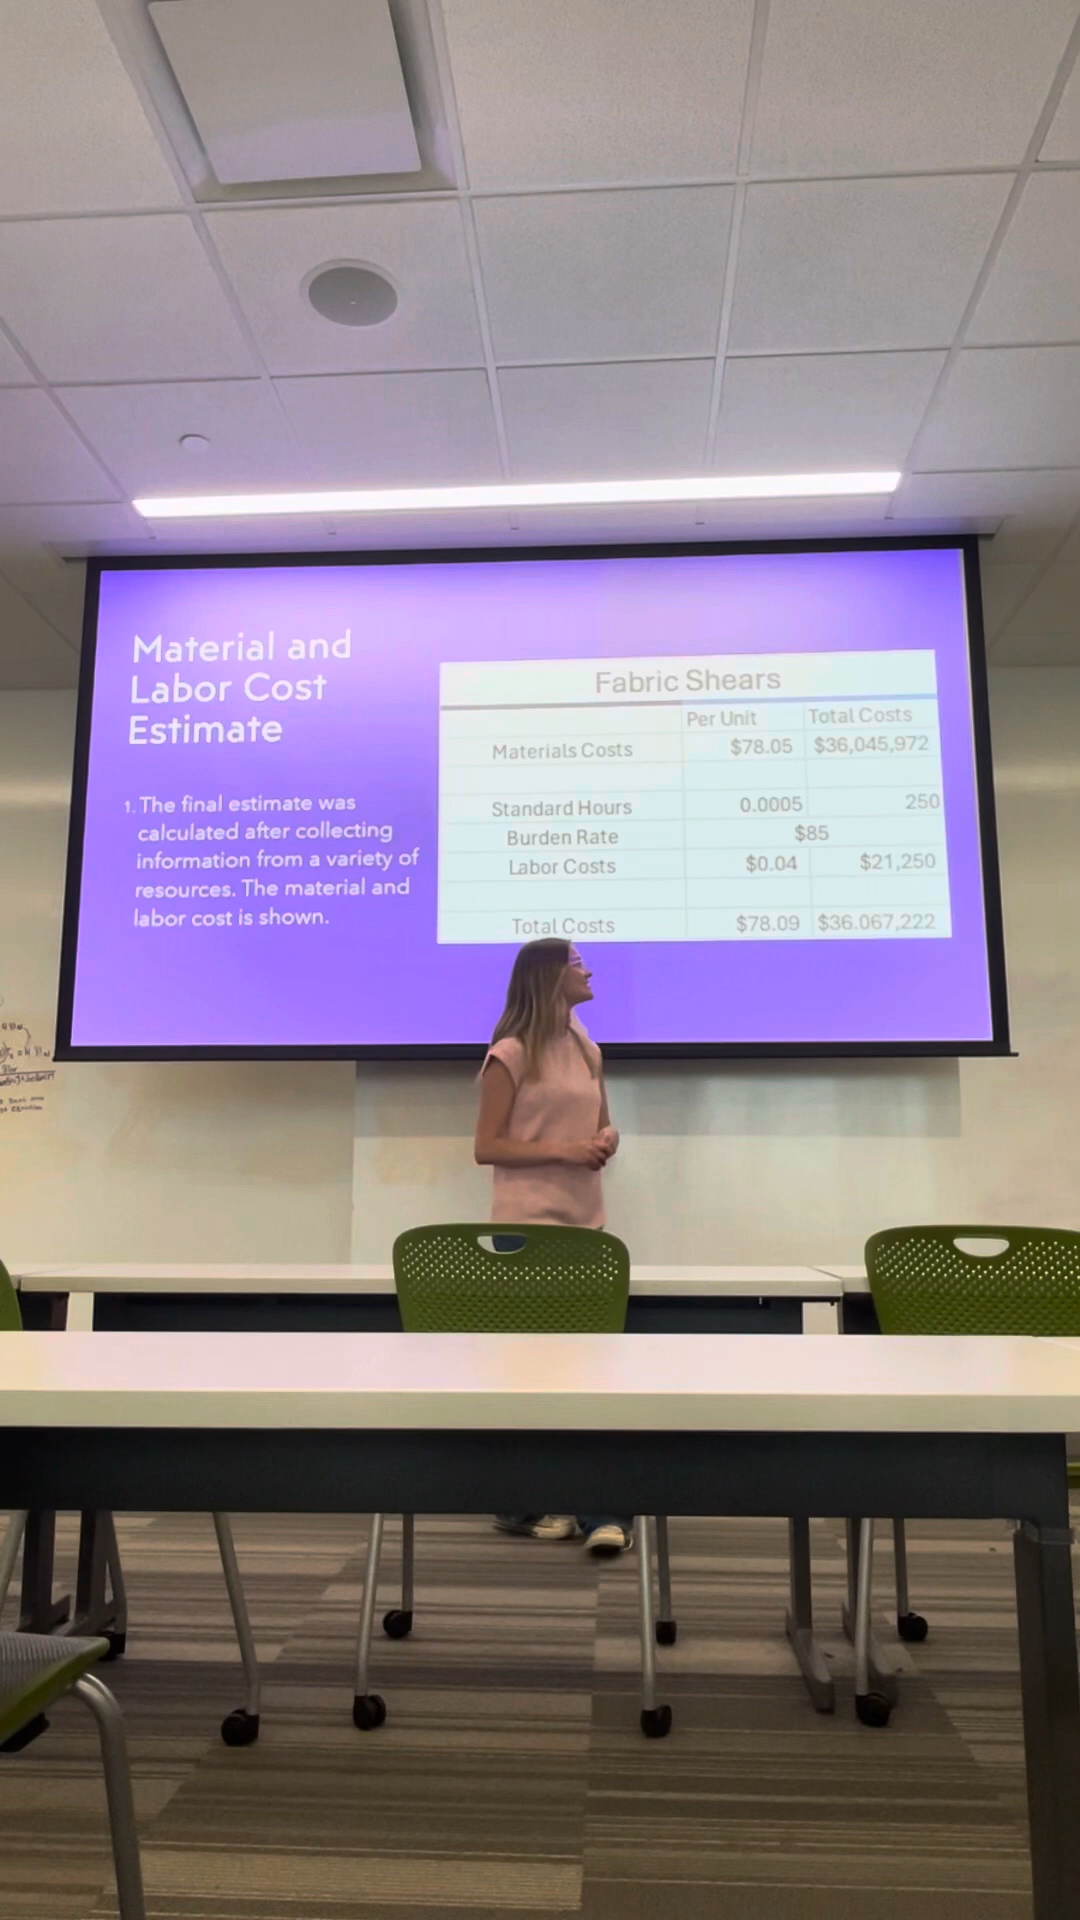 Material and
Labor Cost
Estimate
1. The final estimate was
calculated after collecting
information from a variety of
resources. The material and
labor cost is shown.
Fabric Shears
Per Unit Total Costs
Materials Costs $78.05 $36,045,972
Standard Hours 0.0005 250
Burden Rate $85
Labor Costs $0.04 $21,250
Total Costs $78.09 $36.067,222